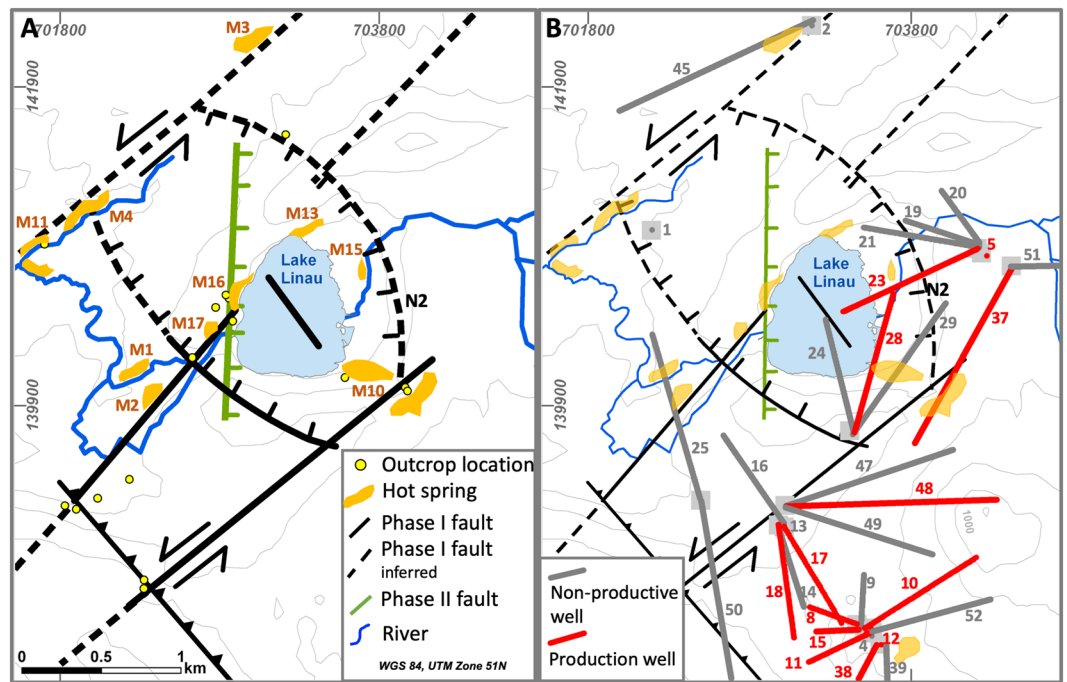 A
701800
703800
141900
139900
M3
M4
M11
M13
M15
M16
M17
M1
M2
M10
N2
Lake
Linau
Outcrop location
Hot spring
Phase I fault
Phase I fault
inferred
Phase II fault
River
WGS 84, UTM Zone 51N
0 0.5 1
km
B
701800
703800
141900
139900
2
45
1
20
19
21
5
51
23
N2
Lake
Linau
28
29
37
24
25
16
47
48
13
49
17
18
14
9
10
8
52
15
12
4
11
38
39
50
1000
Non-productive
well
Production well